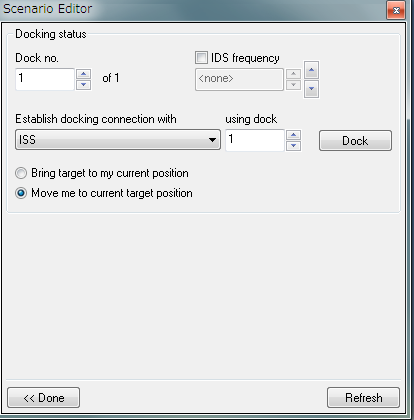 Scenario Editor
Docking status
Dock no.
IDS frequency
1
of 1
<none>
Establish docking connection with
using dock
ISS
1
Dock
Bring target to my current position
Move me to current target position
<< Done
Refresh